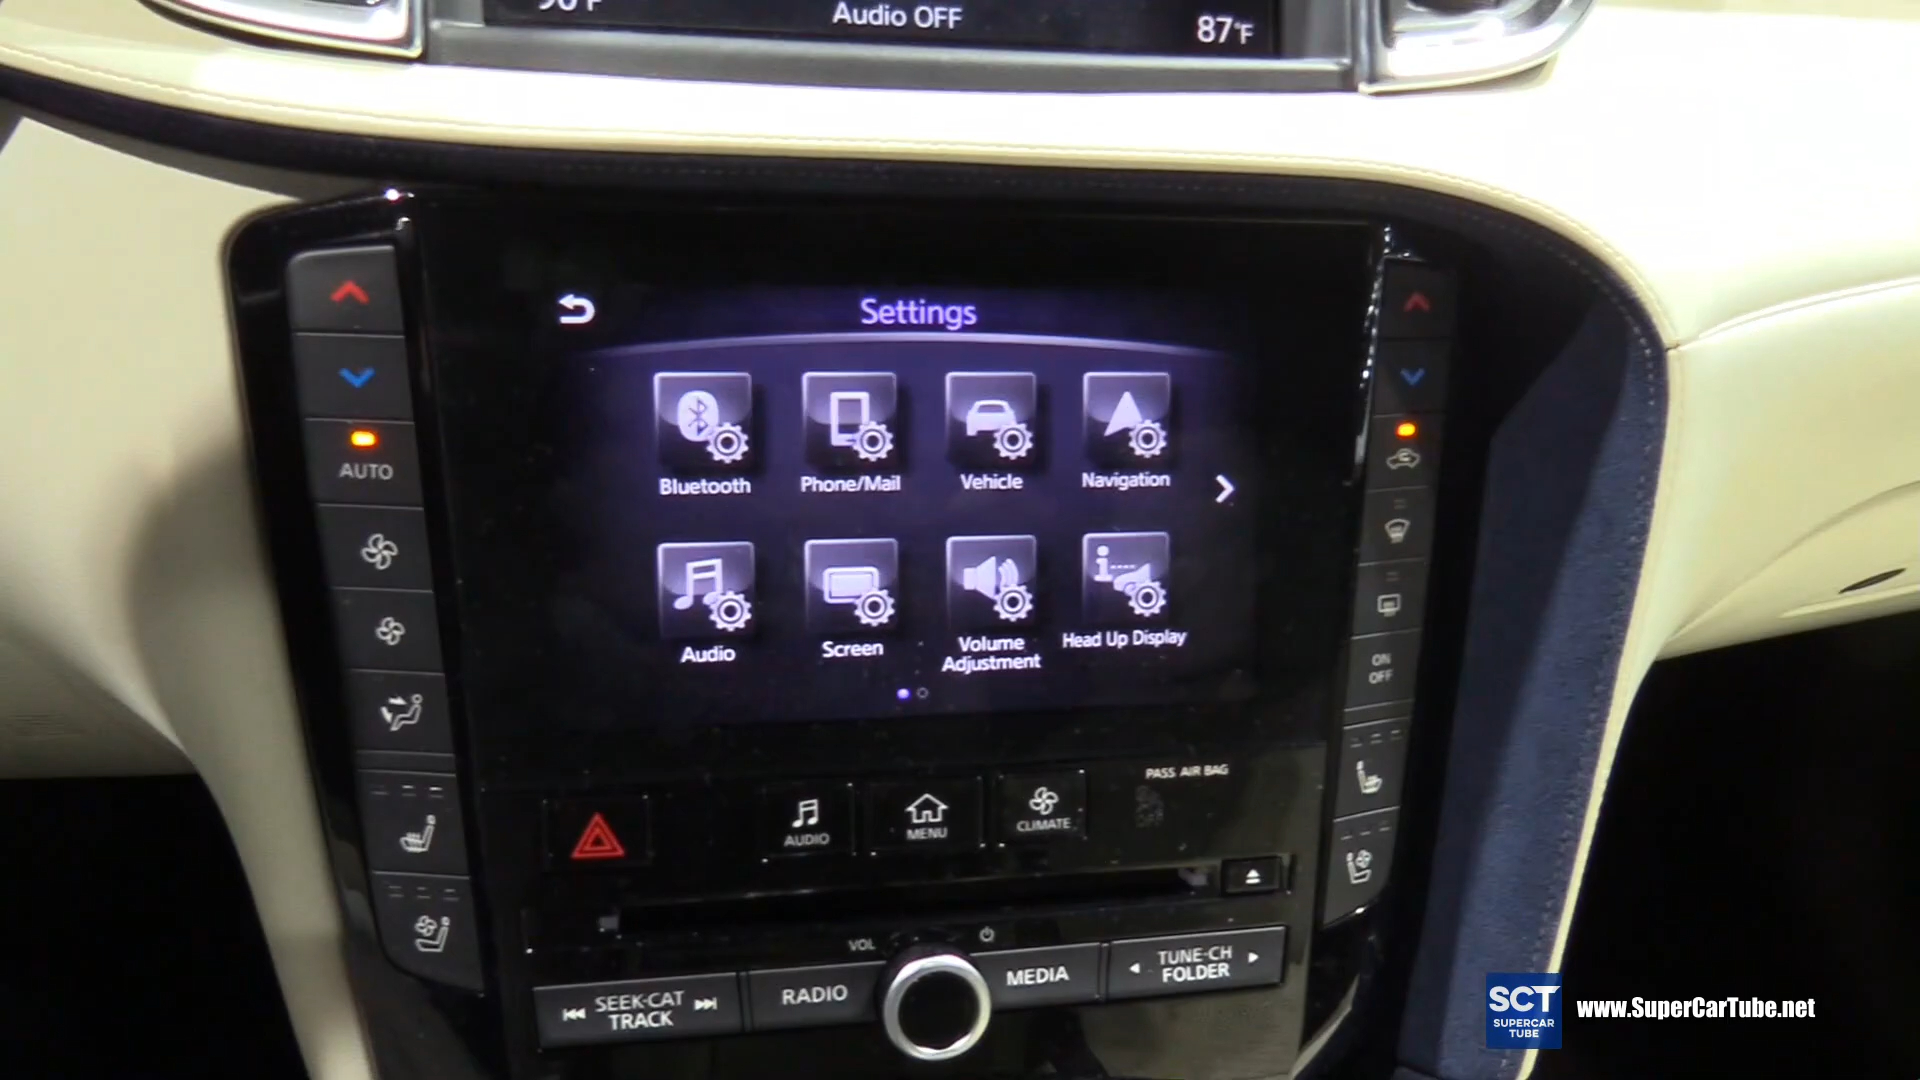 90°F
Audio OFF
87°F
Settings
Bluetooth
Phone/Mail
Vehicle
Navigation
Audio
Screen
Volume
Adjustment
Head Up Display
AUTO
ON
OFF
PASS AIR BAG
AUDIO
MENU
CLIMATE
VOL
SEEK·CAT
TRACK
RADIO
MEDIA
TUNE·CH
FOLDER
SCT
SUPERCAR
TUBE
www.SuperCarTube.net